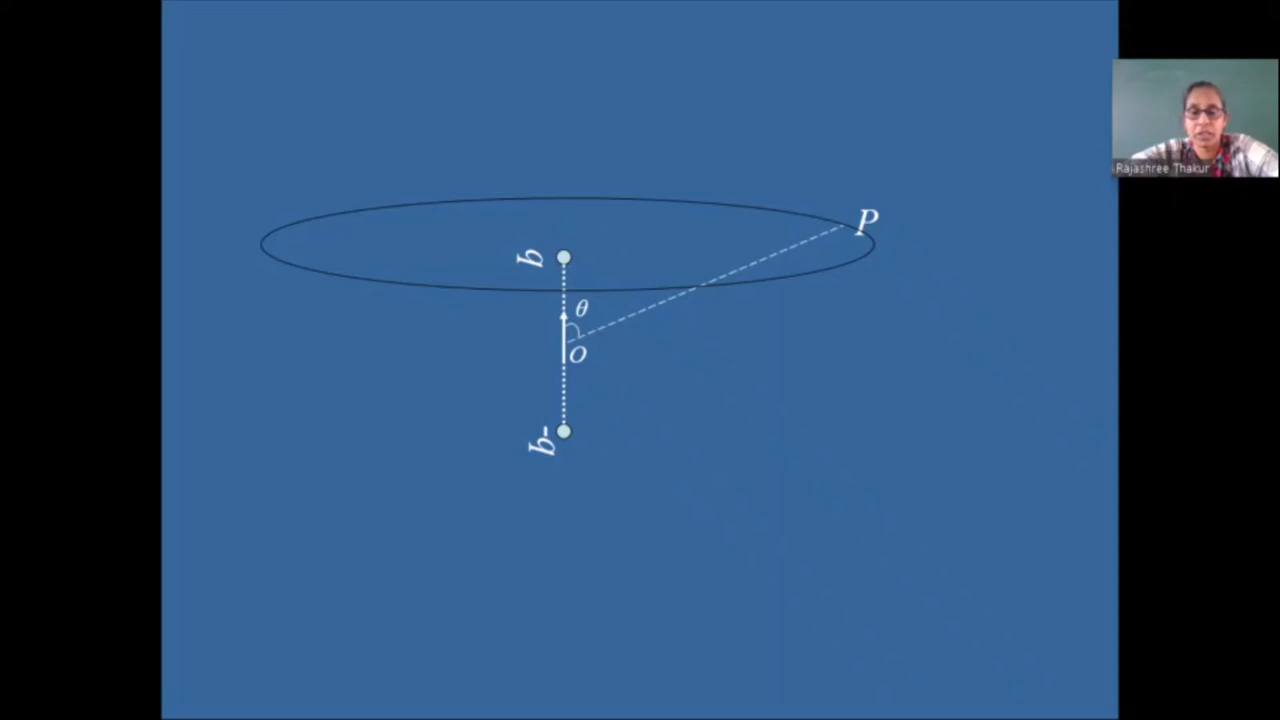 P
q
θ
O
-q
Rajashree Thakur